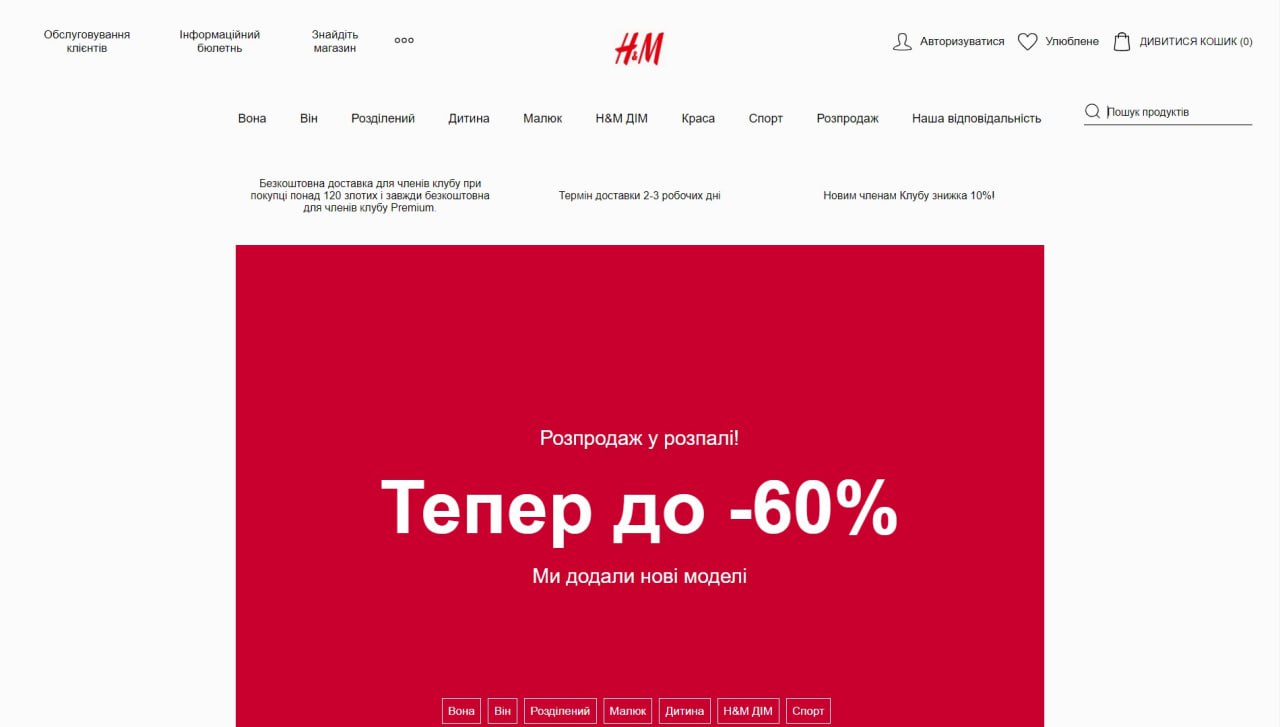 Обслуговування
клієнтів
Інформаційний
бюлетнь
Знайдіть
магазин
H&M
Авторизуватися
Улюблене
ДИВИТИСЯ КОШИК (0)
Вона
Він
Розділений
Дитина
Малюк
H&M ДІМ
Краса
Спорт
Розпродаж
Наша відповідальність
Пошук продуктів
Безкоштовна доставка для членів клубу при
покупці понад 120 злотих і завжди безкоштовна
для членів клубу Premium.
Термін доставки 2-3 робочих дні
Новим членам Клубу знижка 10%!
Розпродаж у розпалі!
Тепер до -60%
Ми додали нові моделі
Вона
Він
Розділений
Малюк
Дитина
H&M ДІМ
Спорт